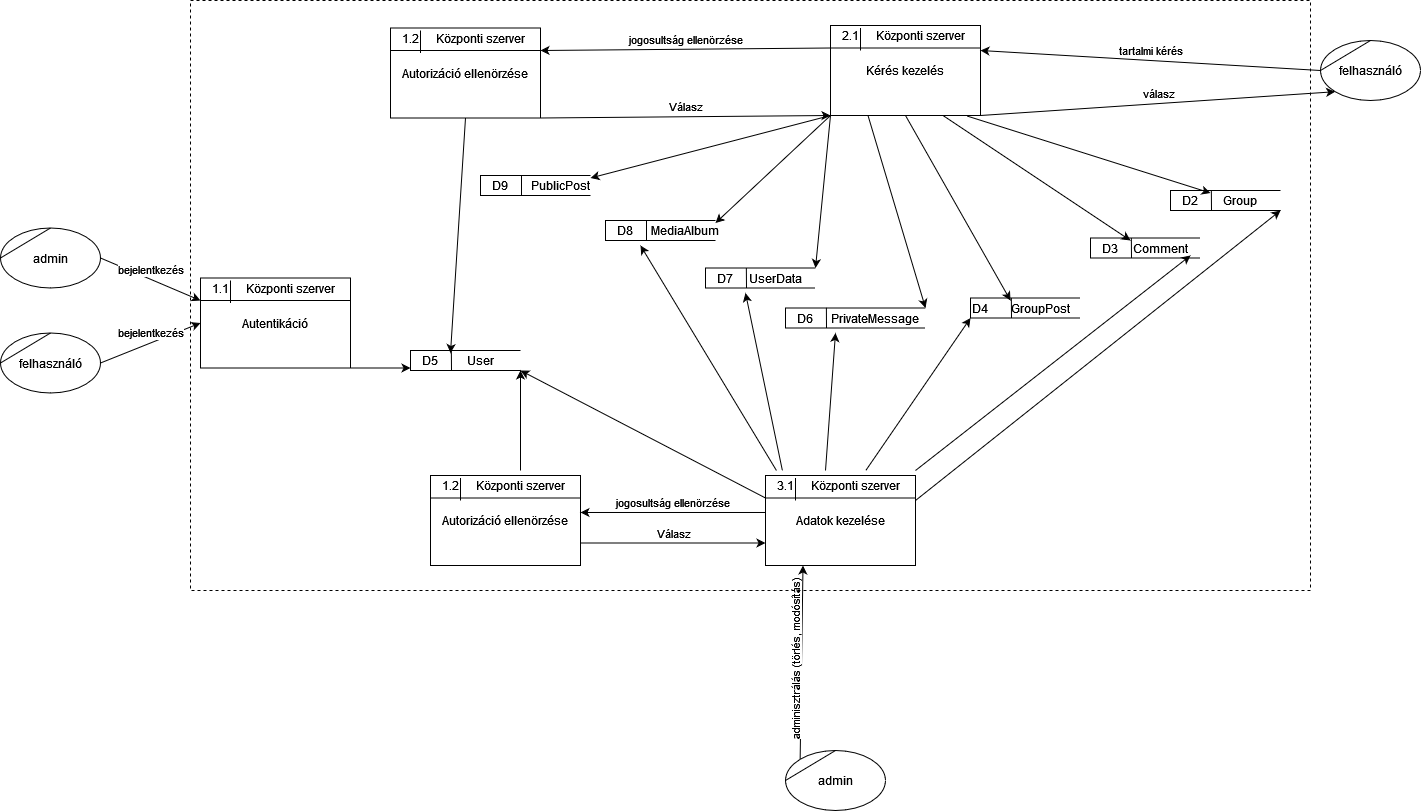 1.2 Központi szerver
Autorizáció ellenörzése
jogosultság ellenörzése
2.1 Központi szerver
Kérés kezelés
tartalmi kérés
felhasználó
Válasz
válasz
D9 PublicPost
D2 Group
D8 MediaAlbum
D3 Comment
admin
bejelentkezés
D7 UserData
1.1 Központi szerver
Autentikáció
D6 PrivateMessage
D4 GroupPost
bejelentkezés
felhasználó
D5 User
1.2 Központi szerver
Autorizáció ellenörzése
jogosultság ellenörzése
Válasz
3.1 Központi szerver
Adatok kezelése
adminisztrálás (törlés, modósítás)
admin